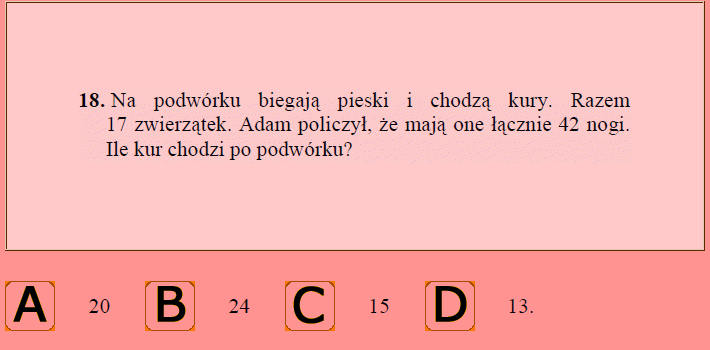 18. Na podwórku biegają pieski i chodzą kury. Razem
17 zwierzątek. Adam policzył, że mają one łącznie 42 nogi.
Ile kur chodzi po podwórku?
A 20 B 24 C 15 D 13.